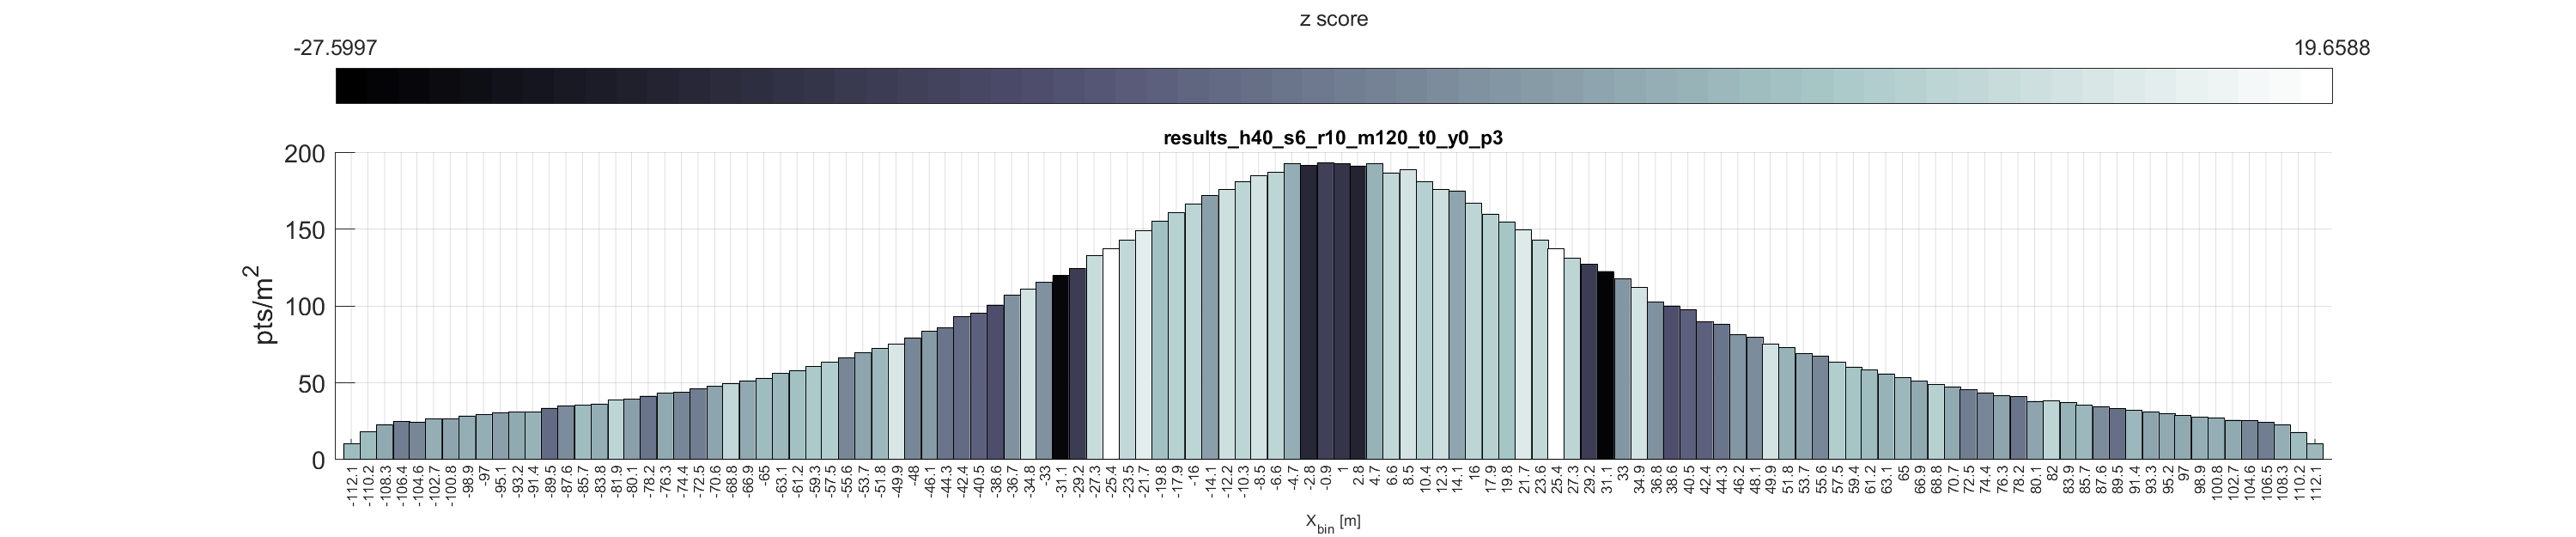 z score
-27.5997 19.6588
results_h40_s6_r10_m120_t0_y0_p3
200
150
100
50
0
pts/m2
-112.1 -110.2 -108.3 -106.4 -104.6 -102.7 -100.8 -98.9 -97 -95.1 -93.2 -91.4 -89.5 -87.6 -85.7 -83.8 -81.9 -80.1 -78.2 -76.3 -74.4 -72.5 -70.6 -68.8 -66.9 -65 -63.1 -61.2 -59.3 -57.5 -55.6 -53.7 -51.8 -49.9 -48 -46.1 -44.3 -42.4 -40.5 -38.6 -36.7 -34.8 -33 -31.1 -29.2 -27.3 -25.4 -23.5 -21.7 -19.8 -17.9 -16 -14.1 -12.2 -10.3 -8.5 -6.6 -4.7 -2.8 -0.9 1 2.8 4.7 6.6 8.5 10.4 12.3 14.1 16 17.9 19.8 21.7 23.6 25.4 27.3 29.2 31.1 33 34.9 36.8 38.6 40.5 42.4 44.3 46.2 48.1 49.9 51.8 53.7 55.6 57.5 59.4 61.2 63.1 65 66.9 68.8 70.7 72.5 74.4 76.3 78.2 80.1 82 83.9 85.7 87.6 89.5 91.4 93.3 95.2 97 98.9 100.8 102.7 104.6 106.5 108.3 110.2 112.1
Xbin [m]